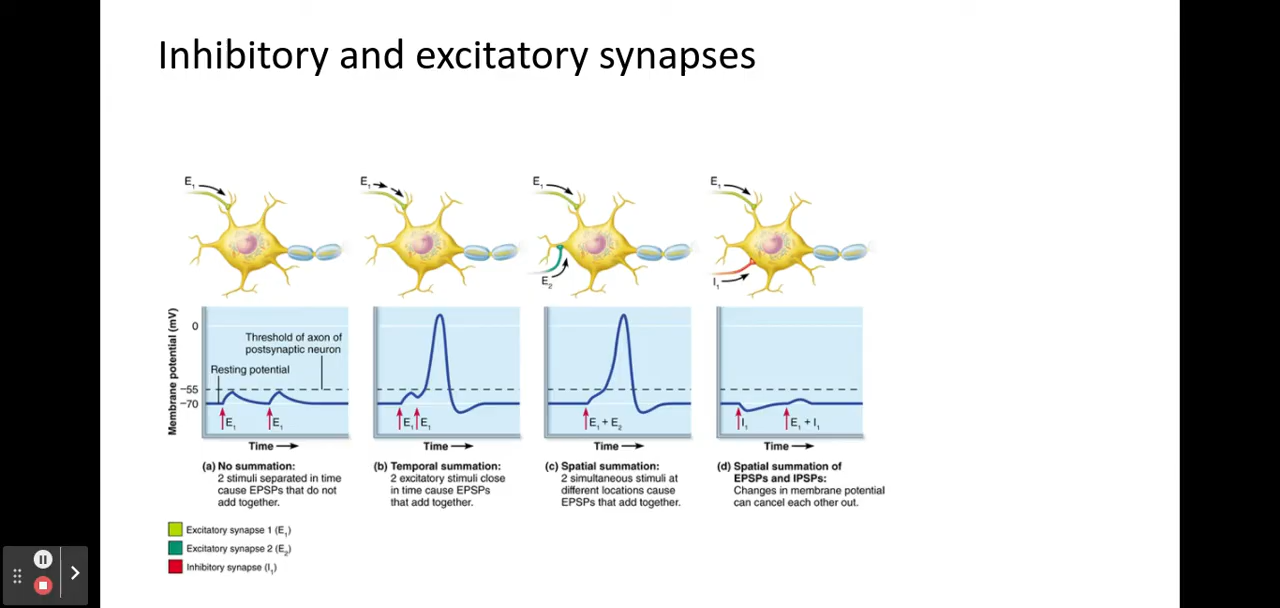 Inhibitory and excitatory synapses
E1
E1
E1
E2
E1
I1
Membrane potential (mV)
0
–55
–70
Threshold of axon of
postsynaptic neuron
Resting potential
E1
E1
Time
E1
E1
Time
E1 + E2
Time
I1
E1 + I1
Time
(a) No summation:
2 stimuli separated in time
cause EPSPs that do not
add together.
(b) Temporal summation:
2 excitatory stimuli close
in time cause EPSPs
that add together.
(c) Spatial summation:
2 simultaneous stimuli at
different locations cause
EPSPs that add together.
(d) Spatial summation of
EPSPs and IPSPs:
Changes in membrane potential
can cancel each other out.
Excitatory synapse 1 (E1)
Excitatory synapse 2 (E2)
Inhibitory synapse (I1)